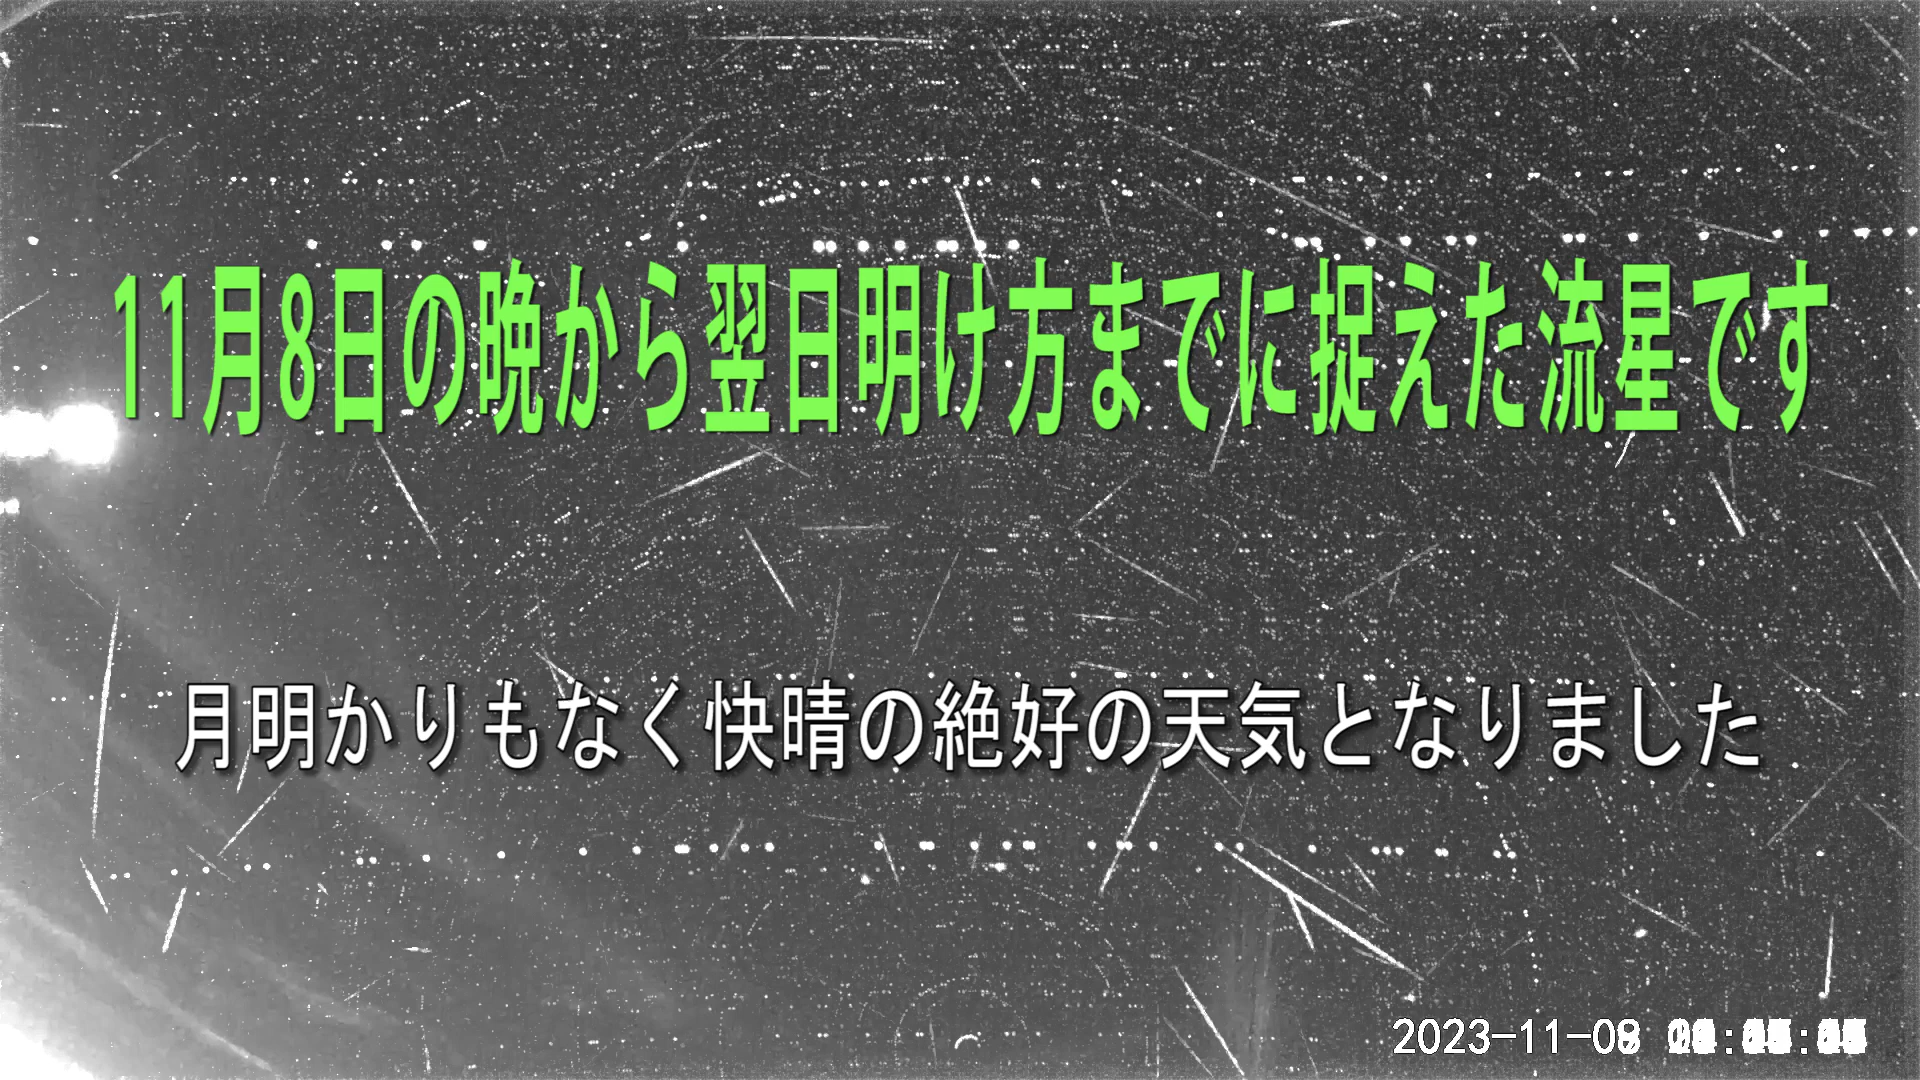 11月8日の晩から翌日明け方までに捉えた流星です
月明かりもなく快晴の絶好の天気となりました
2023-11-0